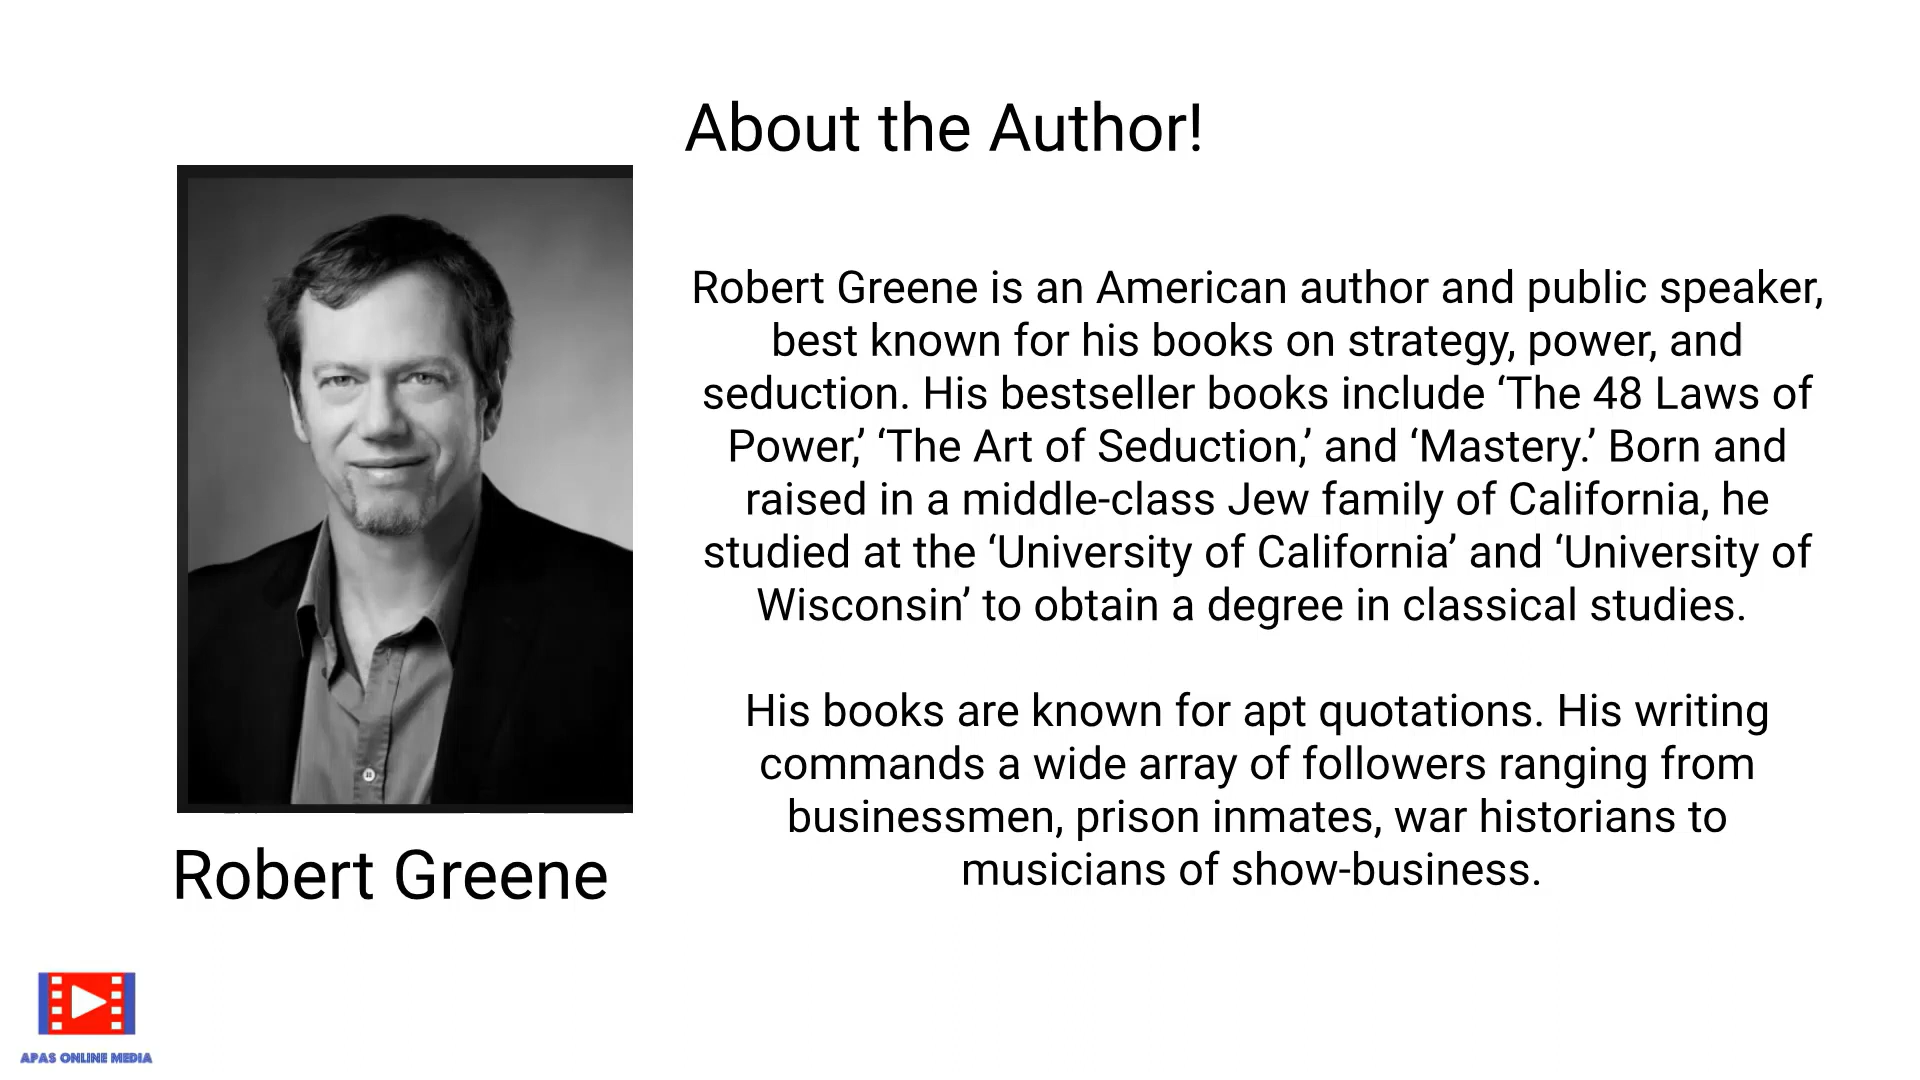 About the Author!
Robert Greene is an American author and public speaker,
best known for his books on strategy, power, and
seduction. His bestseller books include ‘The 48 Laws of
Power,’ ‘The Art of Seduction,’ and ‘Mastery.’ Born and
raised in a middle-class Jew family of California, he
studied at the ‘University of California’ and ‘University of
Wisconsin’ to obtain a degree in classical studies.
His books are known for apt quotations. His writing
commands a wide array of followers ranging from
businessmen, prison inmates, war historians to
musicians of show-business.
Robert Greene
APAS ONLINE MEDIA